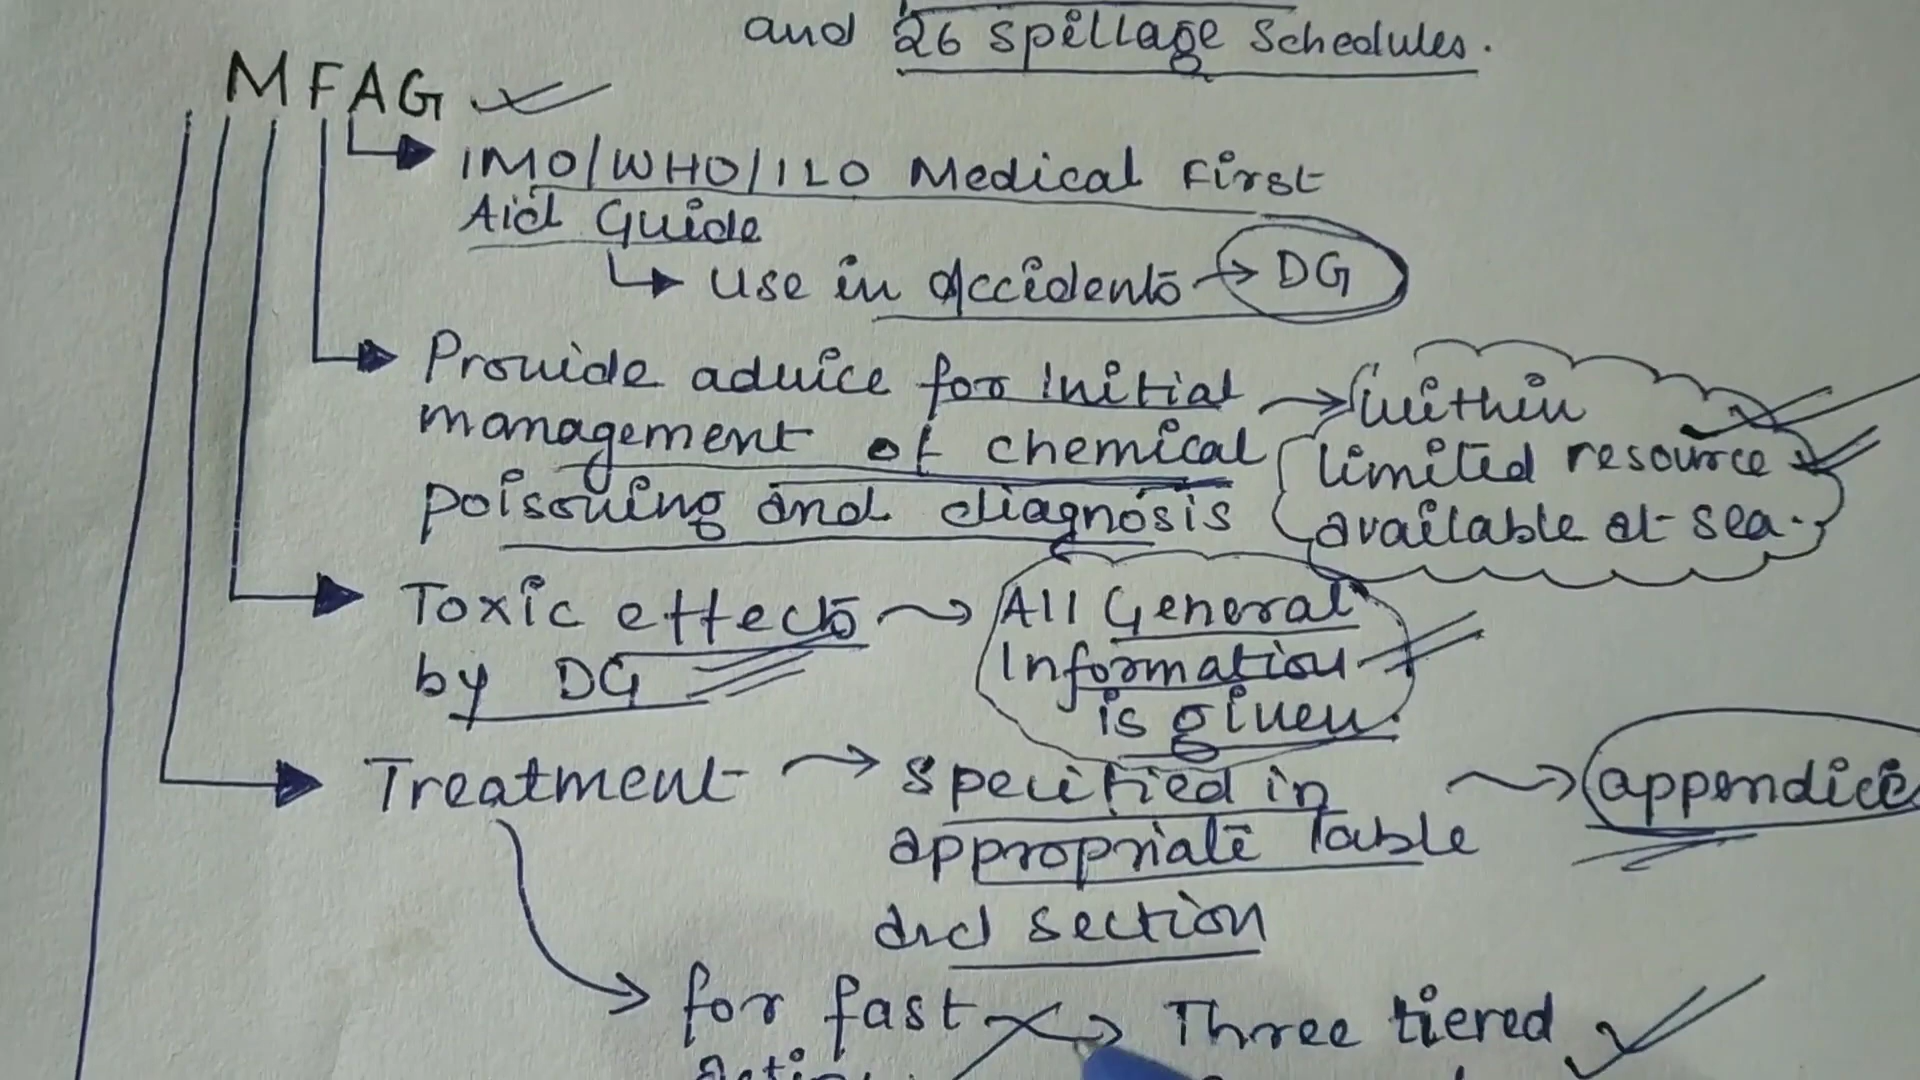 and 26 Spillage Schedules.
MFAG
IMO/WHO/ILO Medical First
Aid Guide
Use in accidents → DG
Provide advice for initial → within
management of chemical limited resource
poisoning and diagnosis available at sea.
Toxic effects → All General
by DG Information
is given.
Treatment → specified in → appendice
appropriate Table
and section
for fast → Three tiered